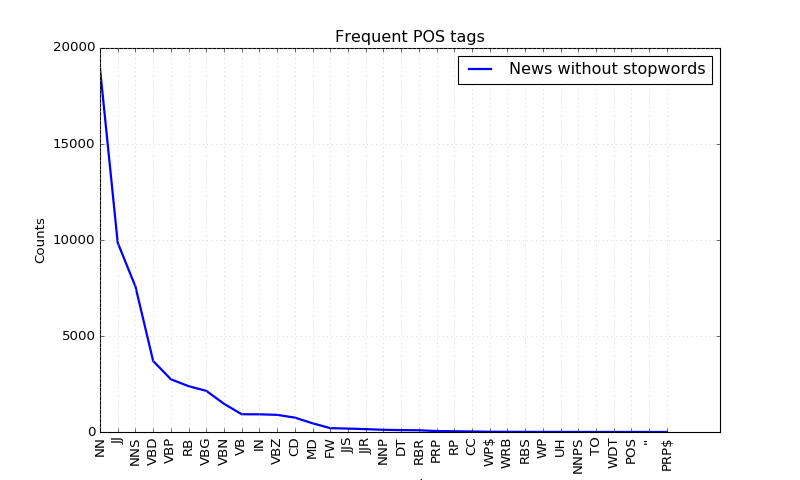 Frequent POS tags
News without stopwords
20000
15000
10000
5000
0
Counts
NN
JJ
NNS
VBD
VBP
RB
VBG
VBN
VB
IN
VBZ
CD
MD
FW
JJS
JJR
NNP
DT
RBR
PRP
RP
CC
WP$
WRB
RBS
WP
UH
NNPS
TO
WDT
POS
"
PRP$